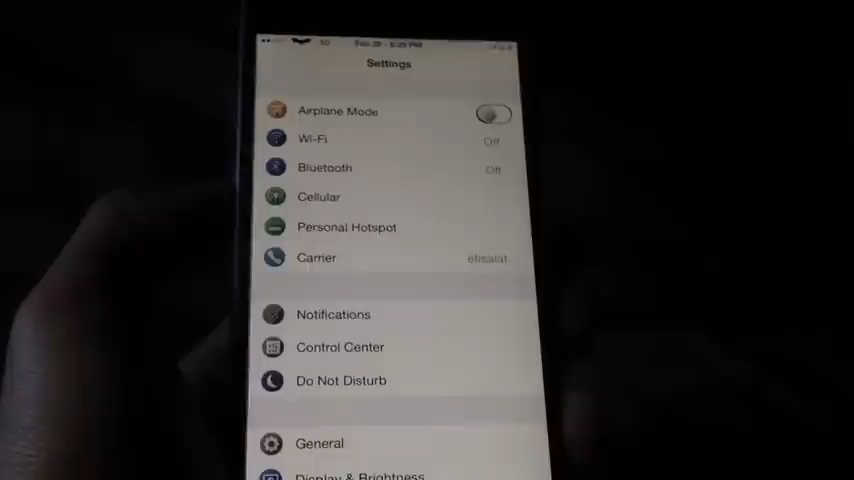 Settings
Airplane Mode
Wi-Fi Off
Bluetooth Off
Cellular
Personal Hotspot
Carrier etisalat
Notifications
Control Center
Do Not Disturb
General
Display & Brightness